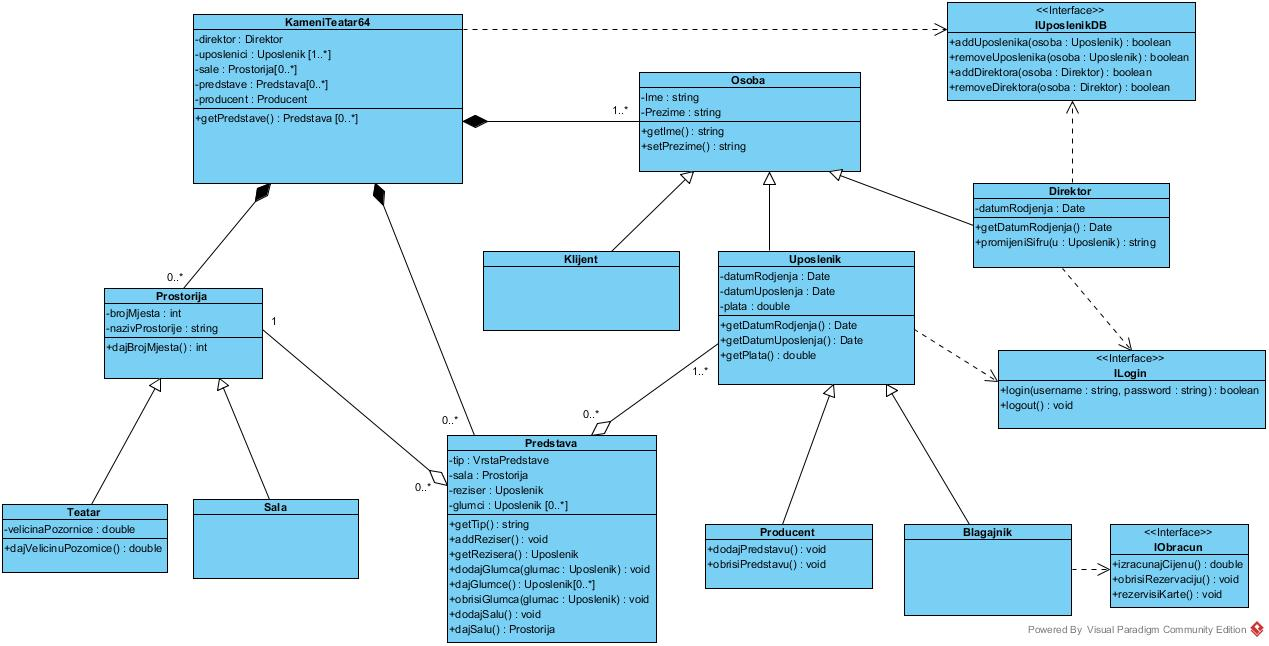 KameniTeatar64
-direktor : Direktor
-uposlenici : Uposlenik [1..*]
-sale : Prostorija[0..*]
-predstave : Predstava[0..*]
-producent : Producent
+getPredstave() : Predstava [0..*]
<<Interface>>
IUposlenikDB
+addUposlenika(osoba : Uposlenik) : boolean
+removeUposlenika(osoba : Uposlenik) : boolean
+addDirektora(osoba : Direktor) : boolean
+removeDirektora(osoba : Direktor) : boolean
Osoba
-Ime : string
-Prezime : string
+getIme() : string
+setPrezime() : string
1..*
Direktor
-datumRodjenja : Date
+getDatumRodjenja() : Date
+promijeniSifru(u : Uposlenik) : string
Klijent
Uposlenik
-datumRodjenja : Date
-datumUposlenja : Date
-plata : double
+getDatumRodjenja() : Date
+getDatumUposlenja() : Date
+getPlata() : double
0..*
Prostorija
-brojMjesta : int
-nazivProstorije : string
+dajBrojMjesta() : int
1
<<Interface>>
ILogin
+login(username : string, password : string) : boolean
+logout() : void
1..*
0..*
0..*
0..*
Predstava
-tip : VrstaPredstave
-sala : Prostorija
-reziser : Uposlenik
-glumci : Uposlenik [0..*]
+getTip() : string
+addReziser() : void
+getRezisera() : Uposlenik
+dodajGlumca(glumac : Uposlenik) : void
+dajGlumce() : Uposlenik[0..*]
+obrisiGlumca(glumac : Uposlenik) : void
+dodajSalu() : void
+dajSalu() : Prostorija
Teatar
-velicinaPozornice : double
+dajVelicinuPozornice() : double
Sala
Producent
+dodajPredstavu() : void
+obrisiPredstavu() : void
Blagajnik
<<Interface>>
IObracun
+izracunajCijenu() : double
+obrisiRezervaciju() : void
+rezervisiKarte() : void
Powered By Visual Paradigm Community Edition